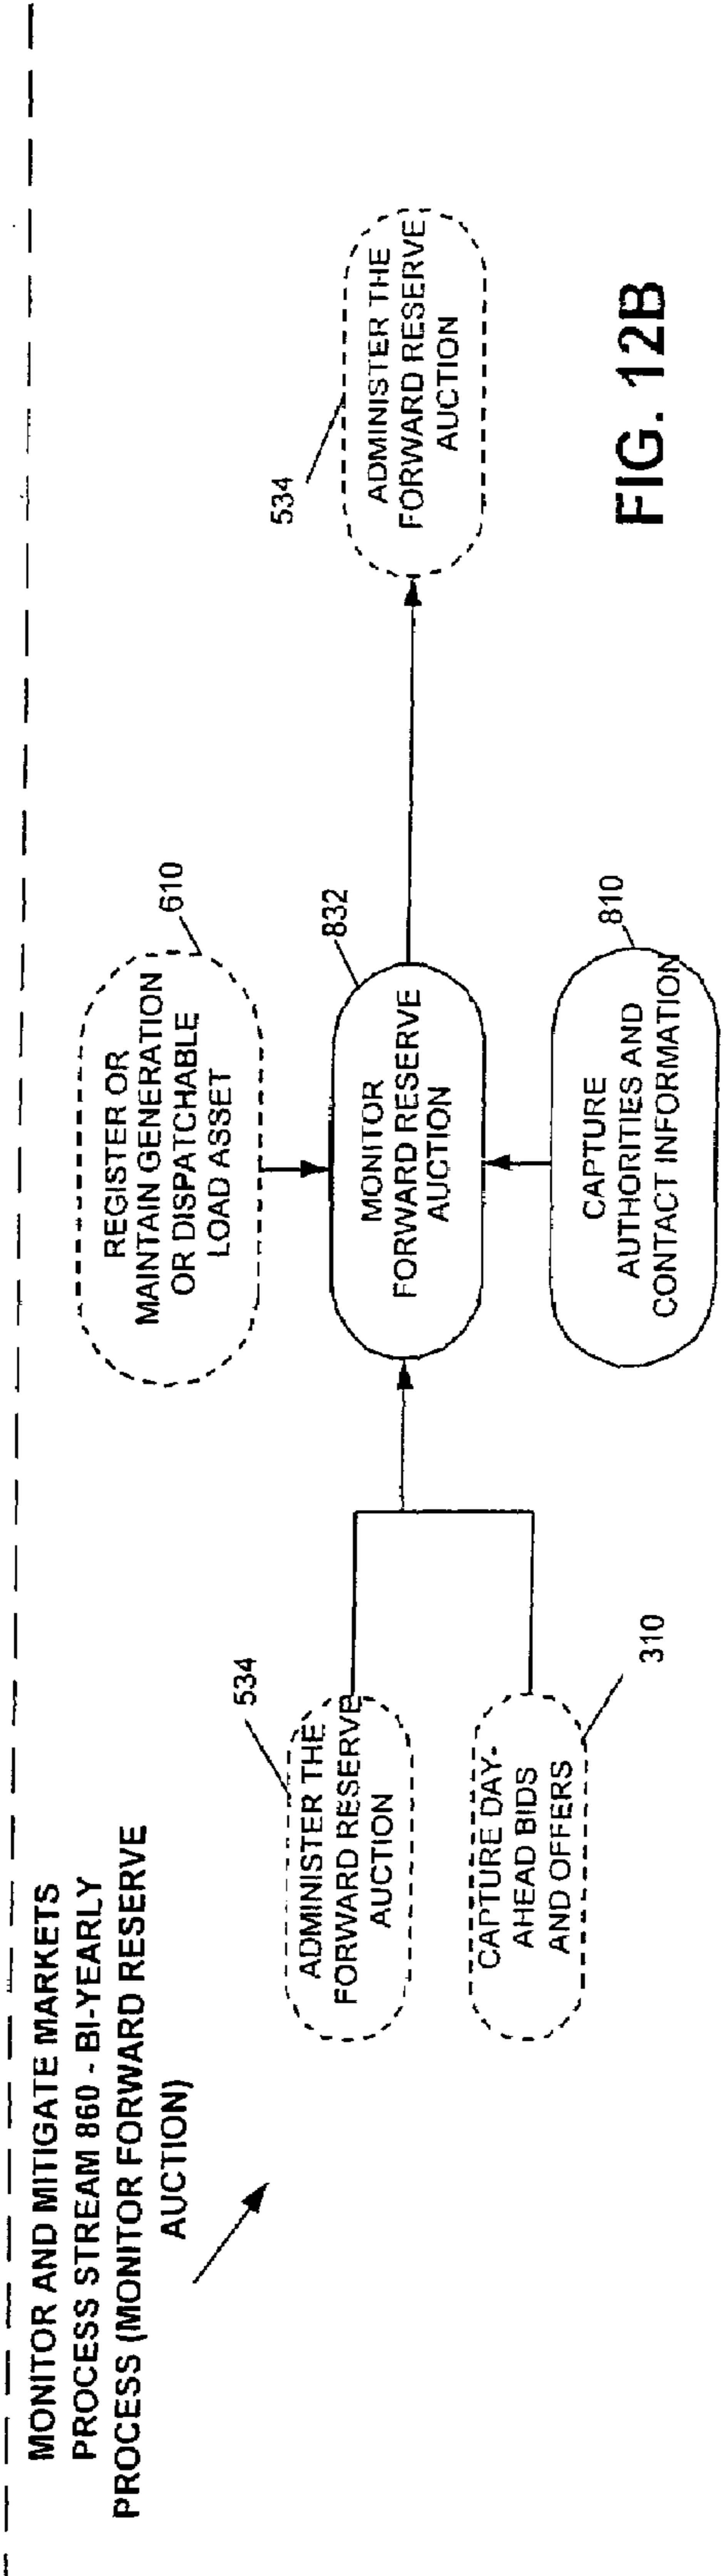 MONITOR AND MITIGATE MARKETS
PROCESS STREAM 860 - BI-YEARLY
PROCESS (MONITOR FORWARD RESERVE
AUCTION)
534
ADMINISTER THE
FORWARD RESERVE
AUCTION
CAPTURE DAY-
AHEAD BIDS
AND OFFERS
310
REGISTER OR
MAINTAIN GENERATION
OR DISPATCHABLE
LOAD ASSET
610
MONITOR
FORWARD RESERVE
AUCTION
832
CAPTURE
AUTHORITIES AND
CONTACT INFORMATION
810
534
ADMINISTER THE
FORWARD RESERVE
AUCTION
FIG. 12B